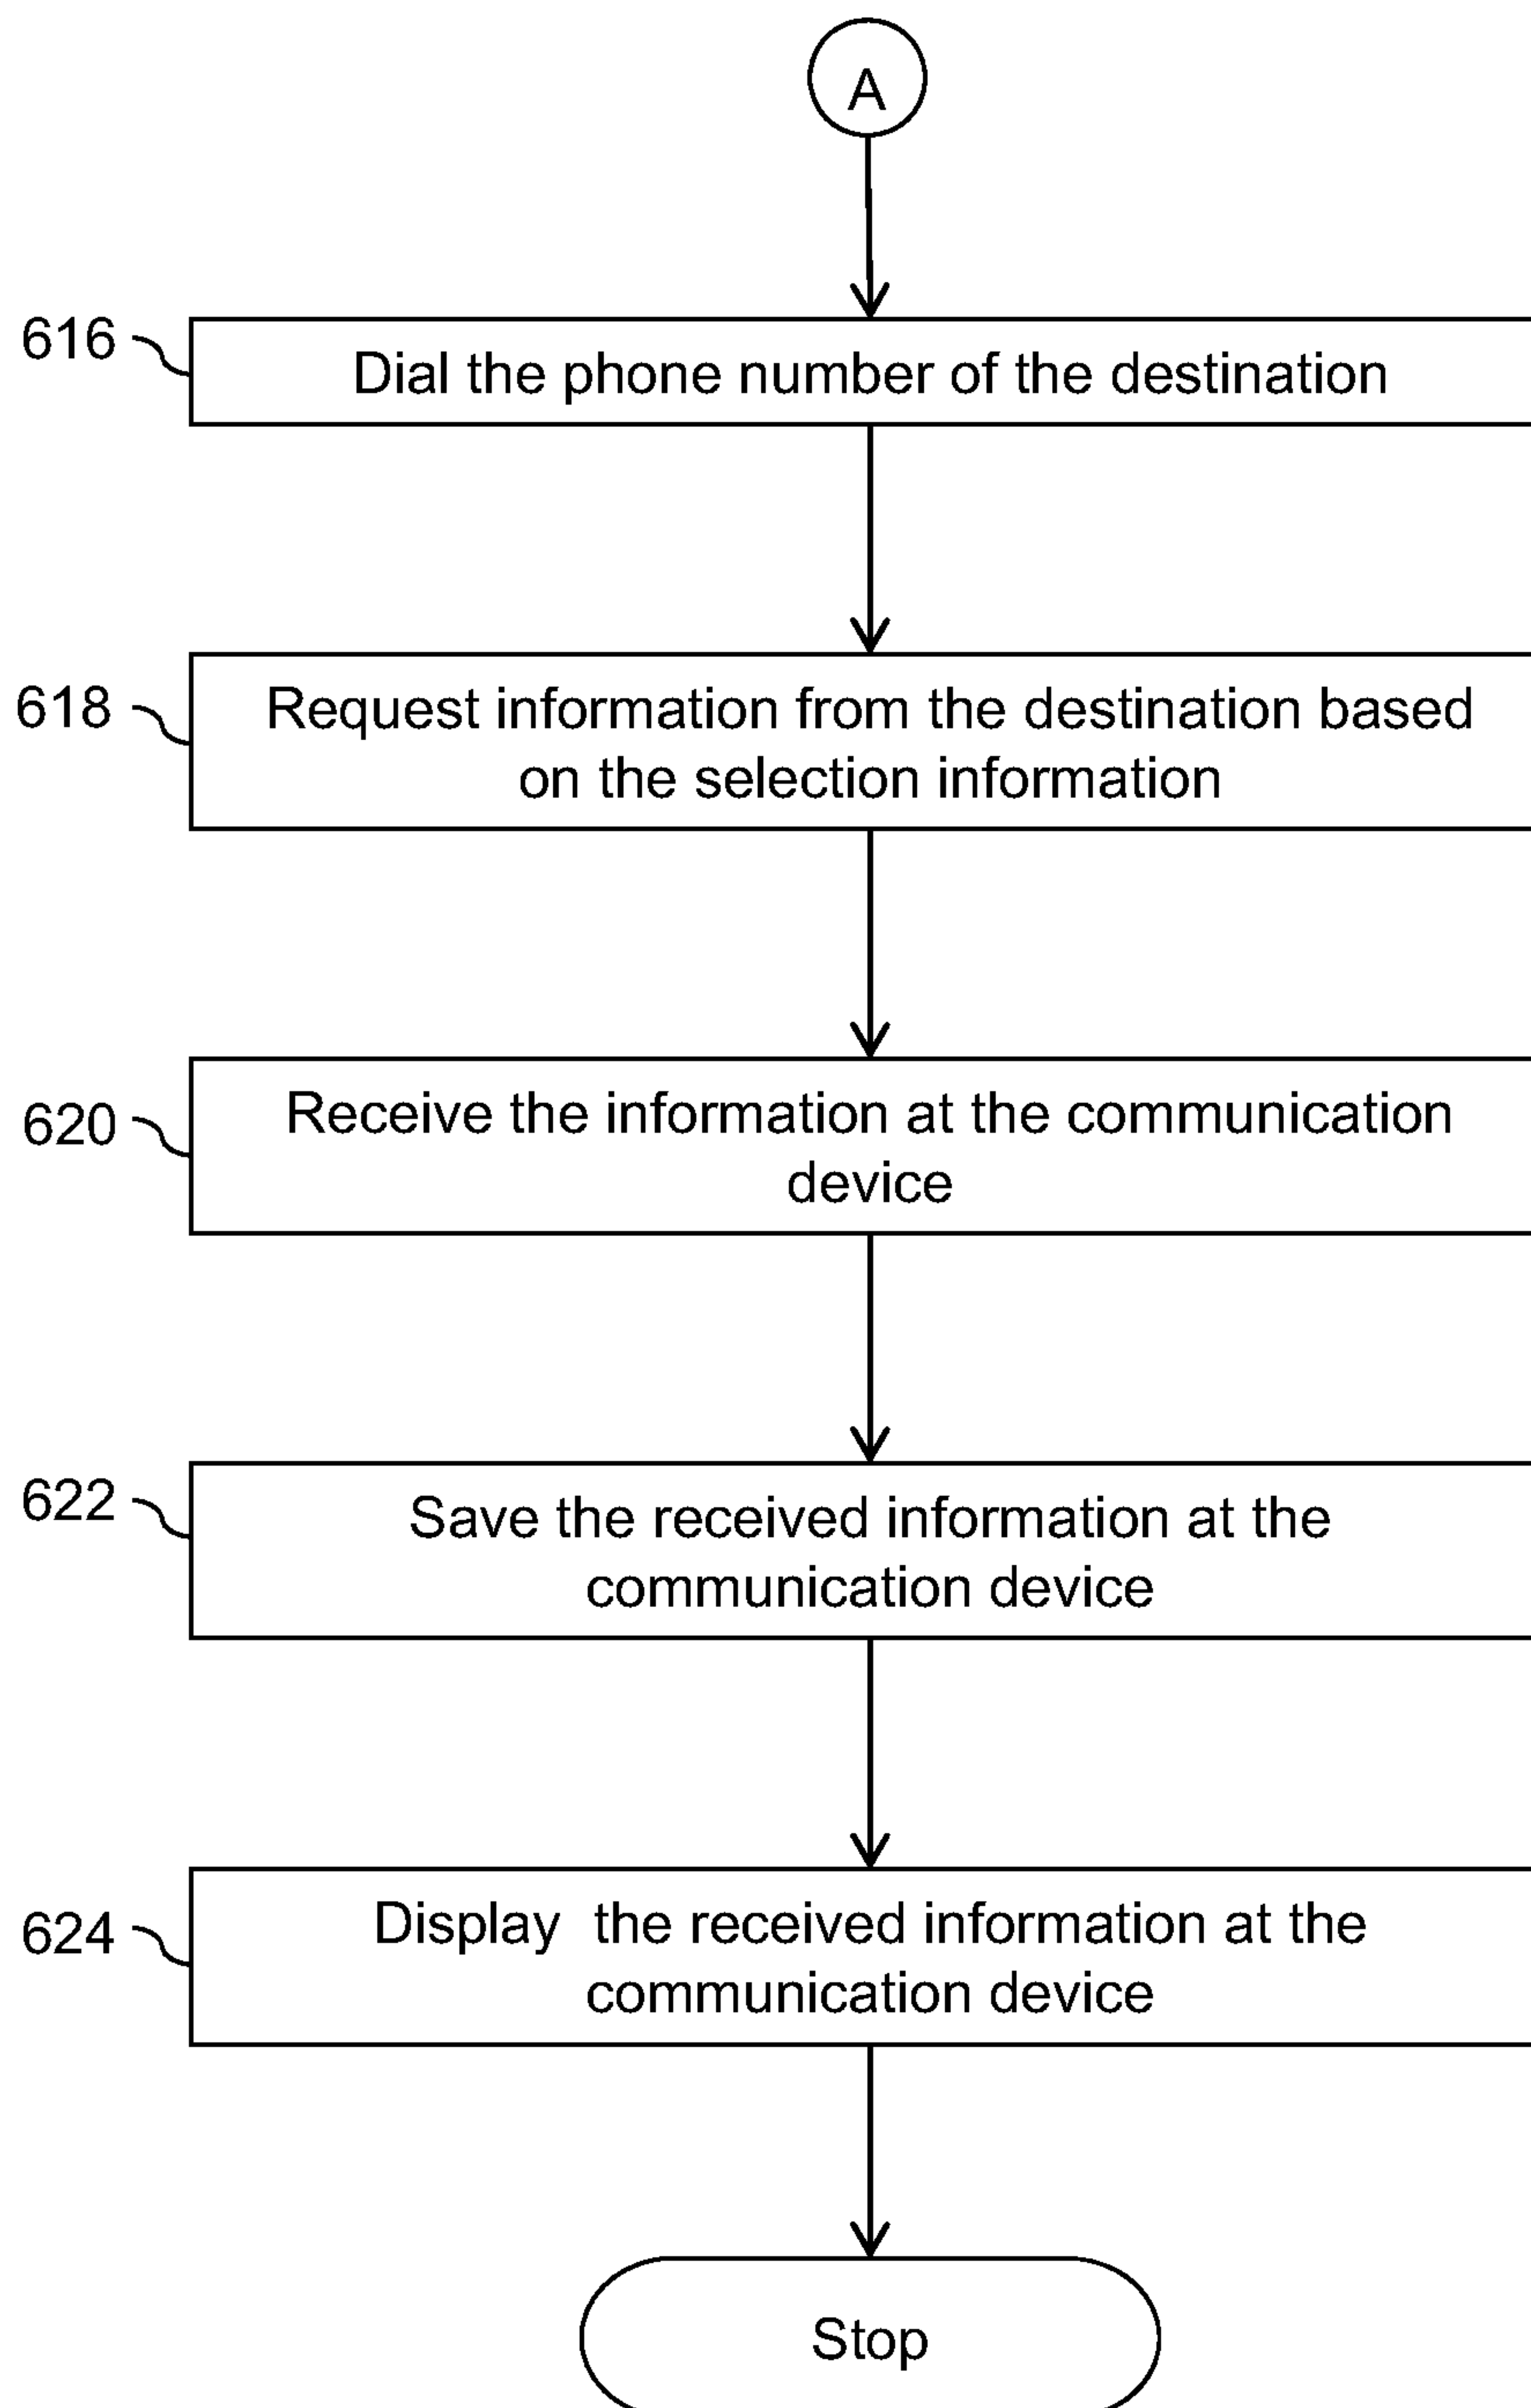 A
616
Dial the phone number of the destination
618
Request information from the destination based
on the selection information
620
Receive the information at the communication
device
622
Save the received information at the
communication device
624
Display the received information at the
communication device
Stop